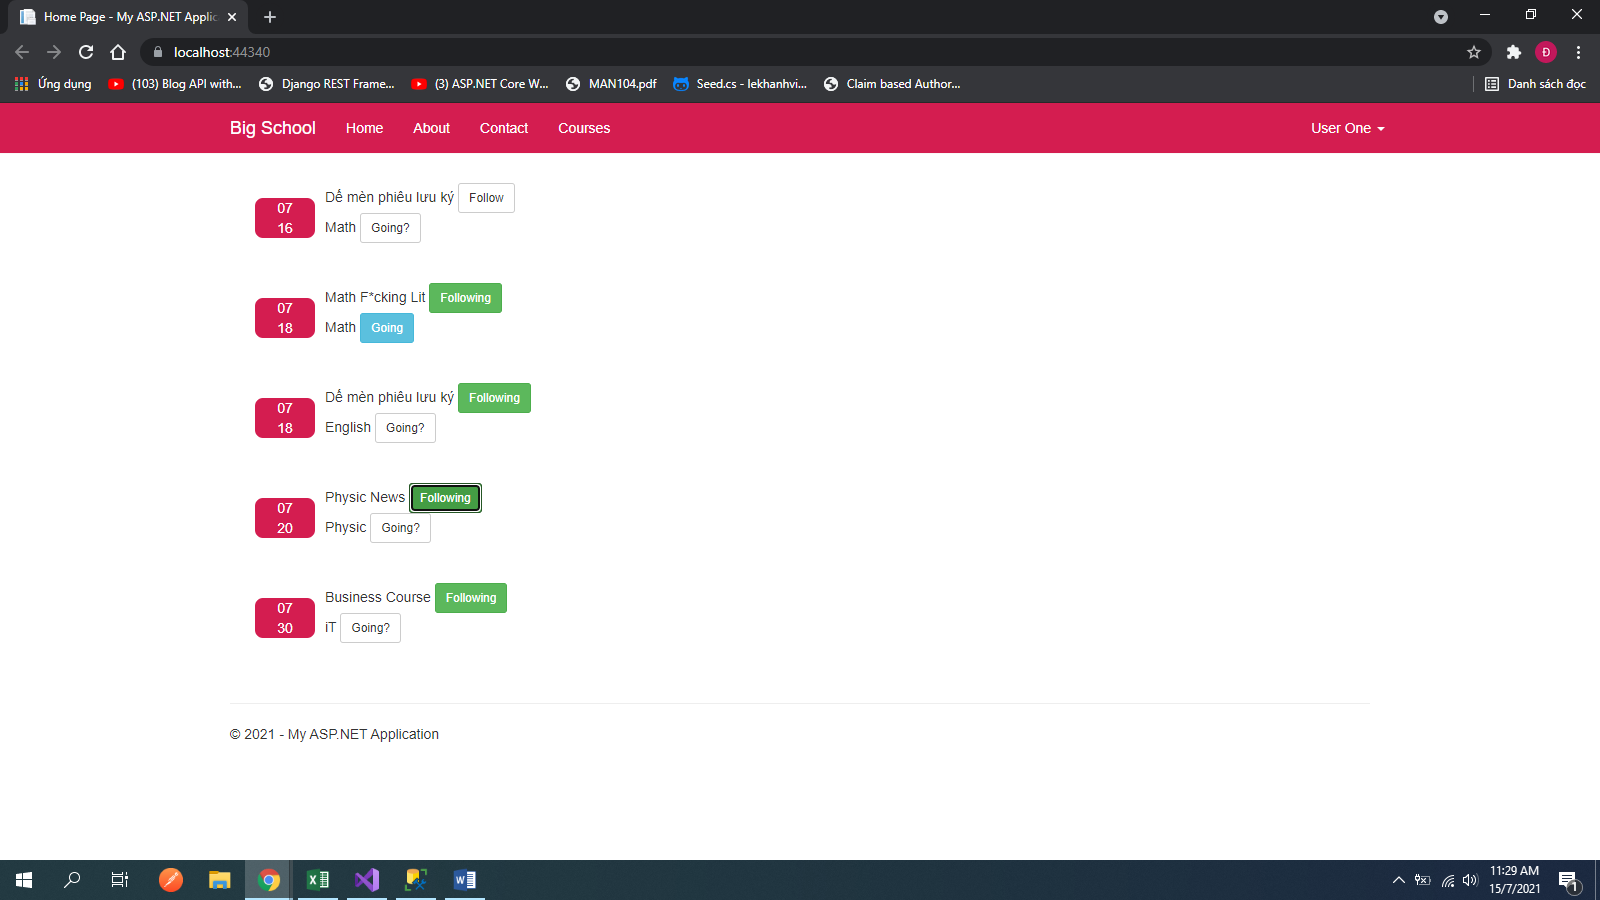 Home Page - My ASP.NET Applic
localhost:44340
Ứng dụng (103) Blog API with... Django REST Frame... (3) ASP.NET Core W... MAN104.pdf Seed.cs - lekhanhvi... Claim based Author... Danh sách đọc
Big School Home About Contact Courses User One
07
16
Dế mèn phiêu lưu ký Follow
Math Going?
07
18
Math F*cking Lit Following
Math Going
07
18
Dế mèn phiêu lưu ký Following
English Going?
07
20
Physic News Following
Physic Going?
07
30
Business Course Following
iT Going?
© 2021 - My ASP.NET Application
11:29 AM
15/7/2021
1